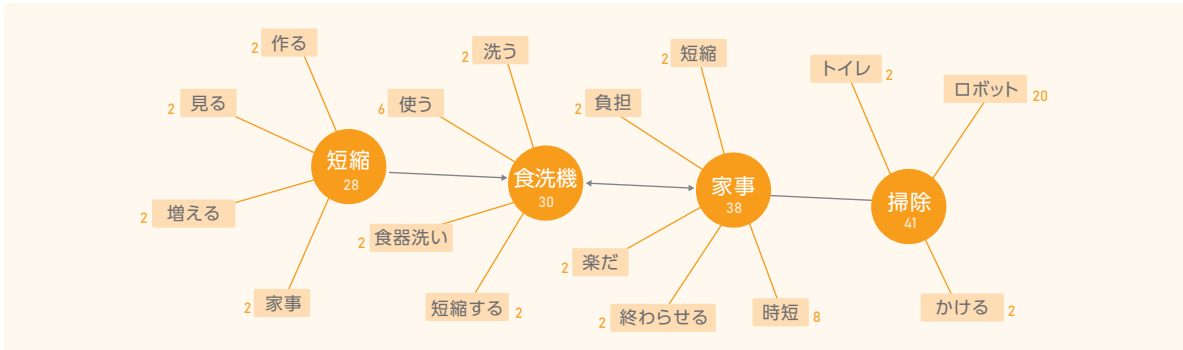 2 作る
2 見る
短縮
28
2 増える
2 家事
2 洗う
6 使う
食洗機
30
2 食器洗い
短縮する 2
2 短縮
2 負担
家事
38
2 楽だ
2 終わらせる
時短 8
トイレ 2
ロボット 20
掃除
41
かける 2